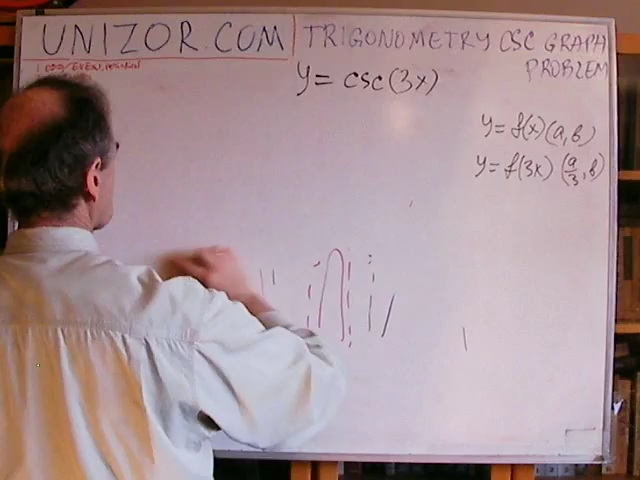 UNIZOR.COM
TRIGONOMETRY CSC GRAPH
PROBLEM
y = csc(3x)
y = f(x) (a, b)
y = f(3x) (a/3, b)